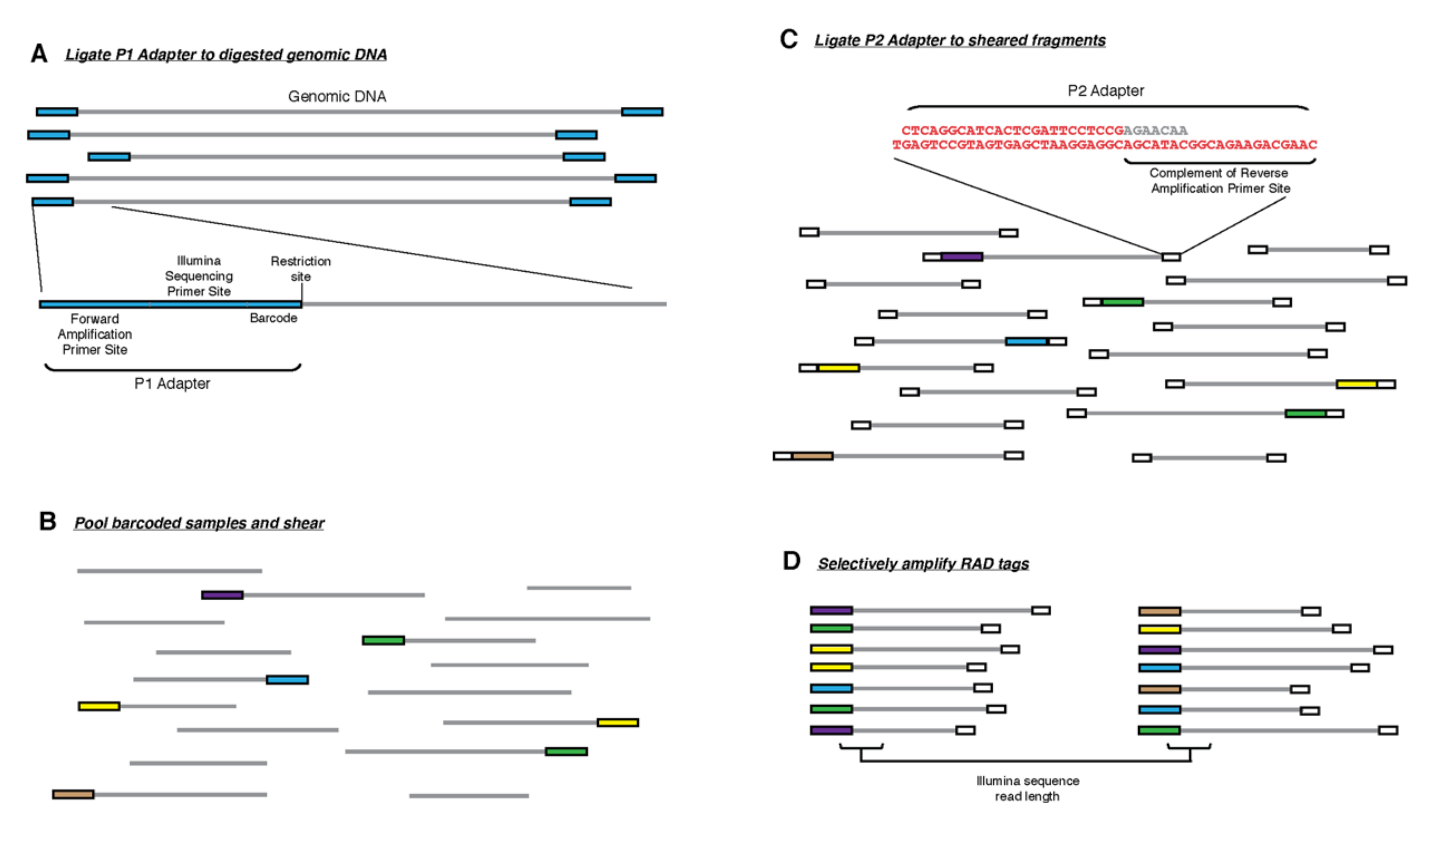 A Ligate P1 Adapter to digested genomic DNA
Genomic DNA
Illumina
Sequencing
Primer Site
Restriction
site
Forward
Amplification
Primer Site
Barcode
P1 Adapter
B Pool barcoded samples and shear
C Ligate P2 Adapter to sheared fragments
P2 Adapter
CTCAGGCATCACTCGATTCCTCCGAGAACAA
TGAGTCCGTAGTGAGCTAAGGAGGCAGCATACGGCAGAAGACGAAC
Complement of Reverse
Amplification Primer Site
D Selectively amplify RAD tags
Illumina sequence
read length